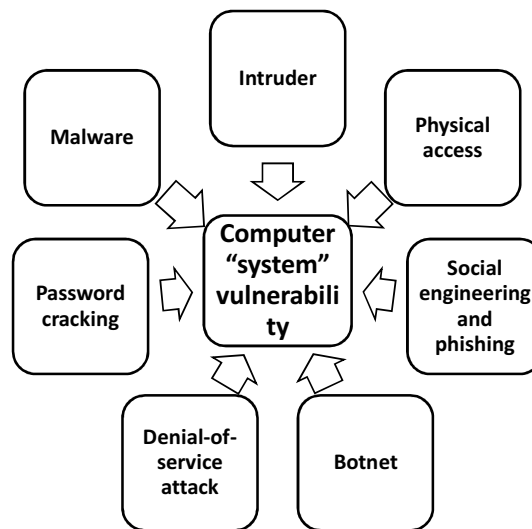 Intruder
Malware
Physical
access
Computer
“system”
vulnerabili
ty
Password
cracking
Social
engineering
and
phishing
Denial-of-
service
attack
Botnet